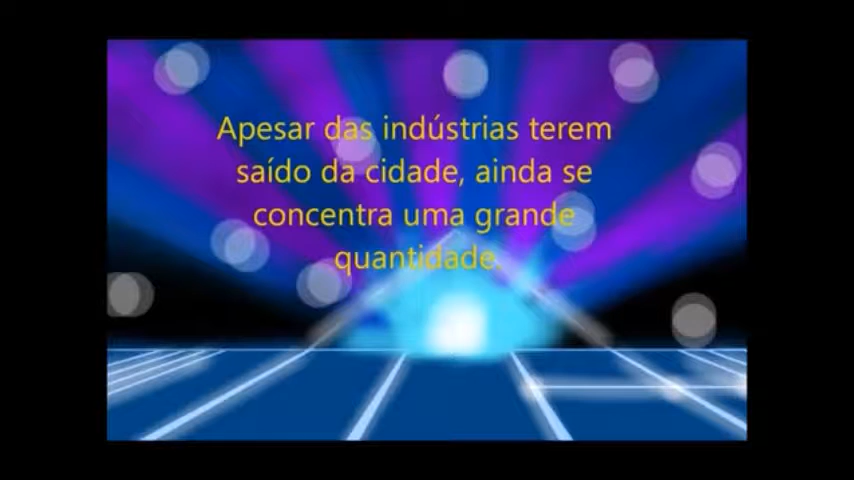 Apesar das indústrias terem
saído da cidade, ainda se
concentra uma grande
quantidade.